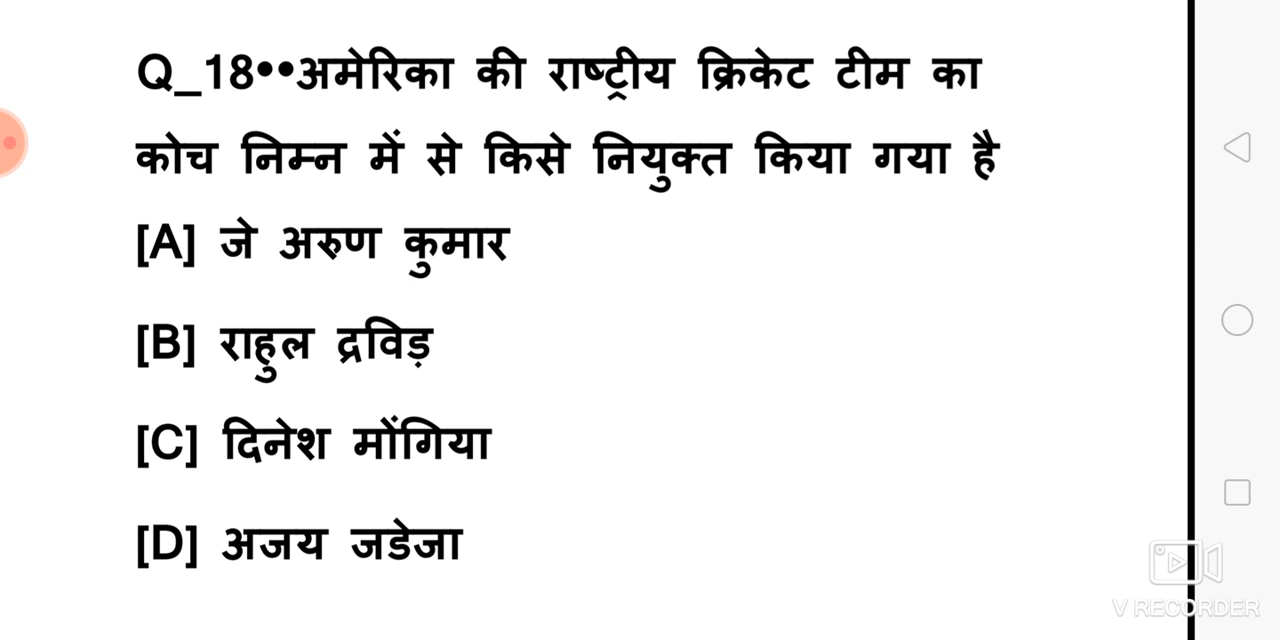 Q_18••अमेरिका की राष्ट्रीय क्रिकेट टीम का
कोच निम्न में से किसे नियुक्त किया गया है
[A] जे अरुण कुमार
[B] राहुल द्रविड़
[C] दिनेश मोंगिया
[D] अजय जडेजा
V RECORDER